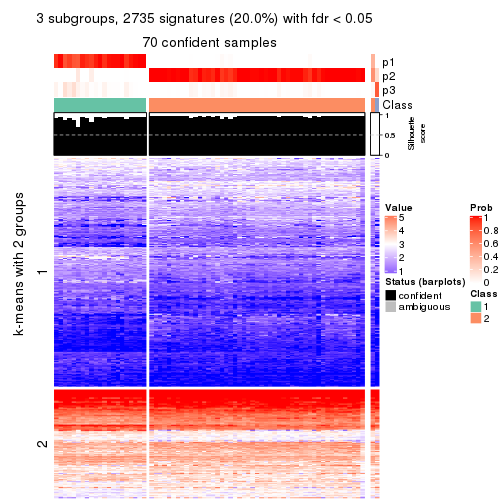 3 subgroups, 2735 signatures (20.0%) with fdr < 0.05
70 confident samples
p1
p2
p3
Class
1
0.5
0
Silhouette
score
k-means with 2 groups
1
2
Value
5
4
3
2
1
Status (barplots)
confident
ambiguous
Prob
1
0.8
0.6
0.4
0.2
0
Class
1
2